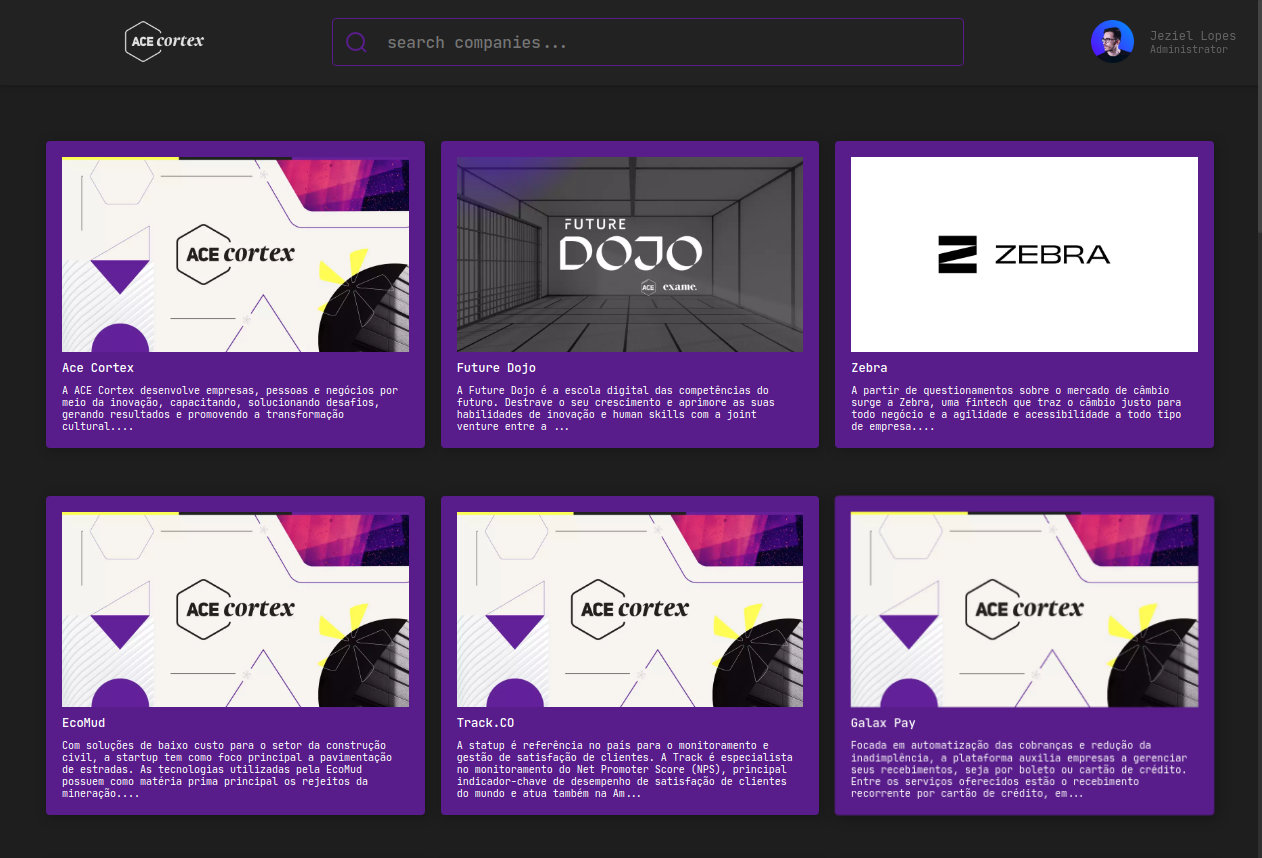 ACE cortex
search companies...
Jeziel Lopes
Administrator
ACE cortex
Ace Cortex
A ACE Cortex desenvolve empresas, pessoas e negócios por
meio da inovação, capacitando, solucionando desafios,
gerando resultados e promovendo a transformação
cultural....
FUTURE
DOJO
ACE exame.
Future Dojo
A Future Dojo é a escola digital das competências do
futuro. Destrave o seu crescimento e aprimore as suas
habilidades de inovação e human skills com a joint
venture entre a ...
ZEBRA
Zebra
A partir de questionamentos sobre o mercado de câmbio
surge a Zebra, uma fintech que traz o câmbio justo para
todo negócio e a agilidade e acessibilidade a todo tipo
de empresa....
ACE cortex
EcoMud
Com soluções de baixo custo para o setor da construção
civil, a startup tem como foco principal a pavimentação
de estradas. As tecnologias utilizadas pela EcoMud
possuem como matéria prima principal os rejeitos da
mineração....
ACE cortex
Track.CO
A statup é referência no país para o monitoramento e
gestão de satisfação de clientes. A Track é especialista
no monitoramento do Net Promoter Score (NPS), principal
indicador-chave de desempenho de satisfação de clientes
do mundo e atua também na Am...
ACE cortex
Galax Pay
Focada em automatização das cobranças e redução da
inadimplência, a plataforma auxilia empresas a gerenciar
seus recebimentos, seja por boleto ou cartão de crédito.
Entre os serviços oferecidos estão o recebimento
recorrente por cartão de crédito, em...